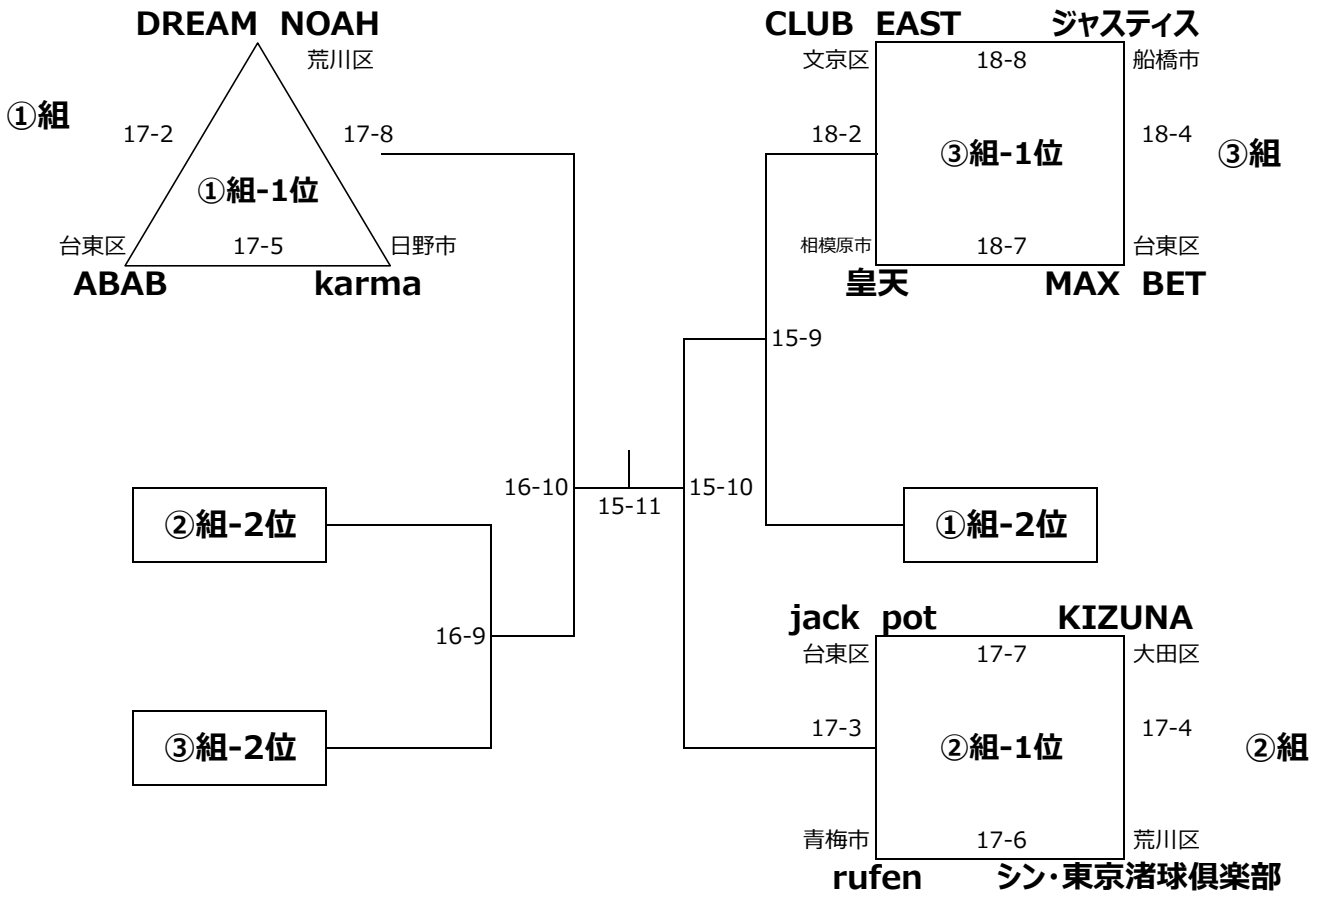 DREAM NOAH
荒川区
①組
17-2
17-8
①組-1位
台東区
17-5
日野市
ABAB
karma
CLUB EAST
ジャスティス
文京区
18-8
船橋市
18-2
③組-1位
18-4
③組
相模原市
18-7
台東区
皇天
MAX BET
15-9
16-10
15-11
15-10
②組-2位
①組-2位
16-9
③組-2位
jack pot
KIZUNA
台東区
17-7
大田区
17-3
②組-1位
17-4
②組
青梅市
17-6
荒川区
rufen
シン・東京渚球倶楽部